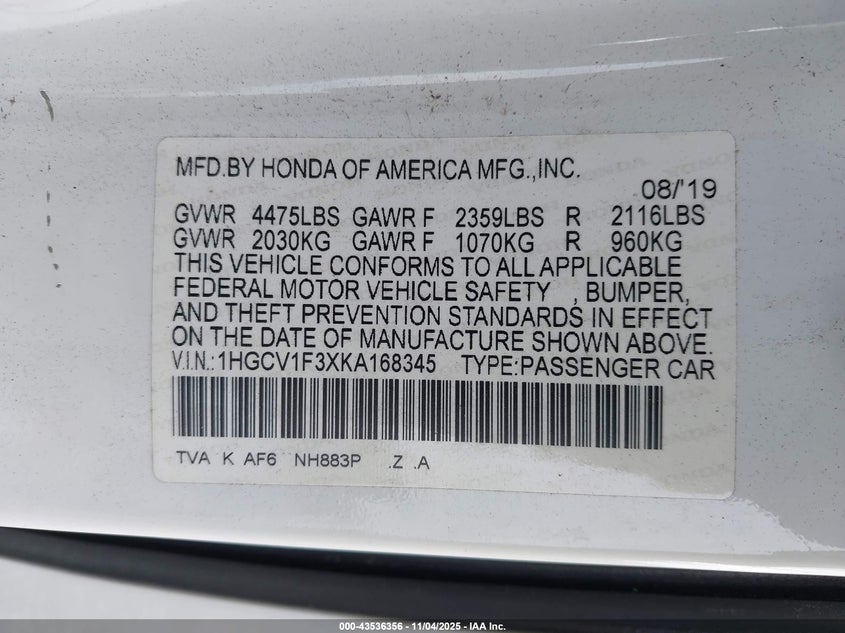 MFD.BY HONDA OF AMERICA MFG.,INC.
08/'19
GVWR 4475LBS GAWR F 2359LBS R 2116LBS
GVWR 2030KG GAWR F 1070KG R 960KG
THIS VEHICLE CONFORMS TO ALL APPLICABLE
FEDERAL MOTOR VEHICLE SAFETY , BUMPER,
AND THEFT PREVENTION STANDARDS IN EFFECT
ON THE DATE OF MANUFACTURE SHOWN ABOVE.
V.I.N.:1HGCV1F3XKA168345 TYPE:PASSENGER CAR
TVA K AF6 NH883P .Z .A
000-43536356 - 11/04/2025 - IAA Inc.